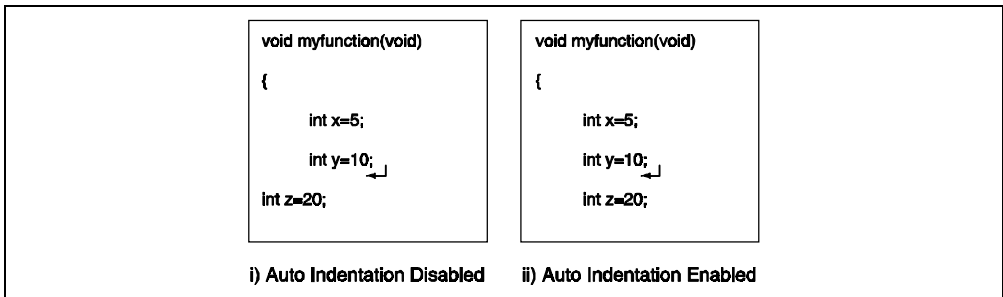 void myfunction(void)
{
int x=5;
int y=10;
int z=20;
i) Auto Indentation Disabled
void myfunction(void)
{
int x=5;
int y=10;
int z=20;
ii) Auto Indentation Enabled